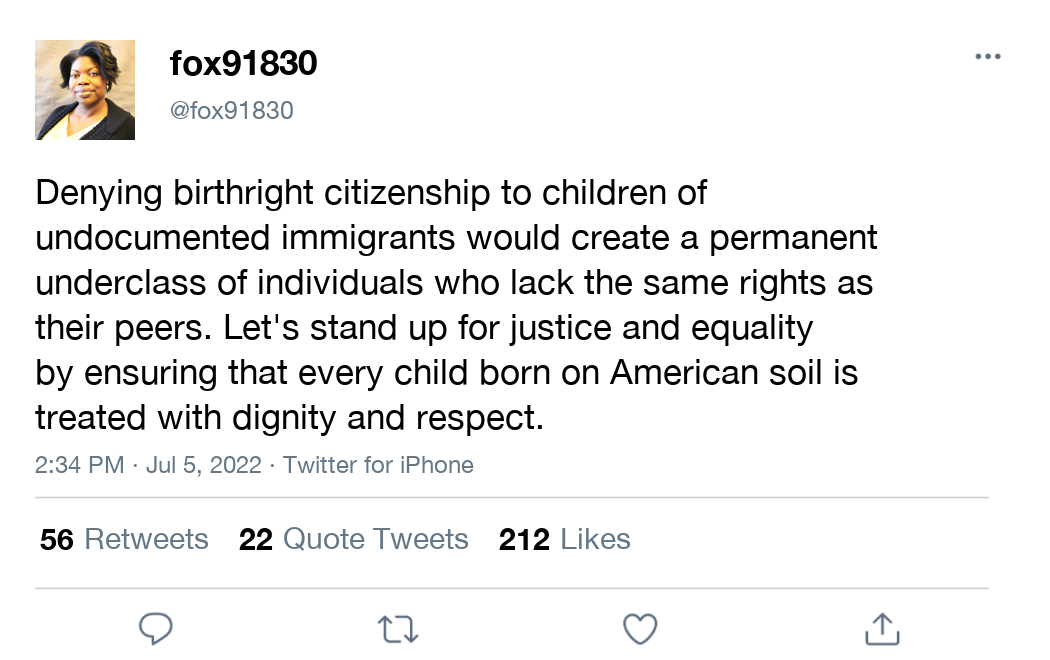 fox91830
@fox91830
Denying birthright citizenship to children of
undocumented immigrants would create a permanent
underclass of individuals who lack the same rights as
their peers. Let's stand up for justice and equality
by ensuring that every child born on American soil is
treated with dignity and respect.
2:34 PM · Jul 5, 2022 · Twitter for iPhone
56 Retweets 22 Quote Tweets 212 Likes